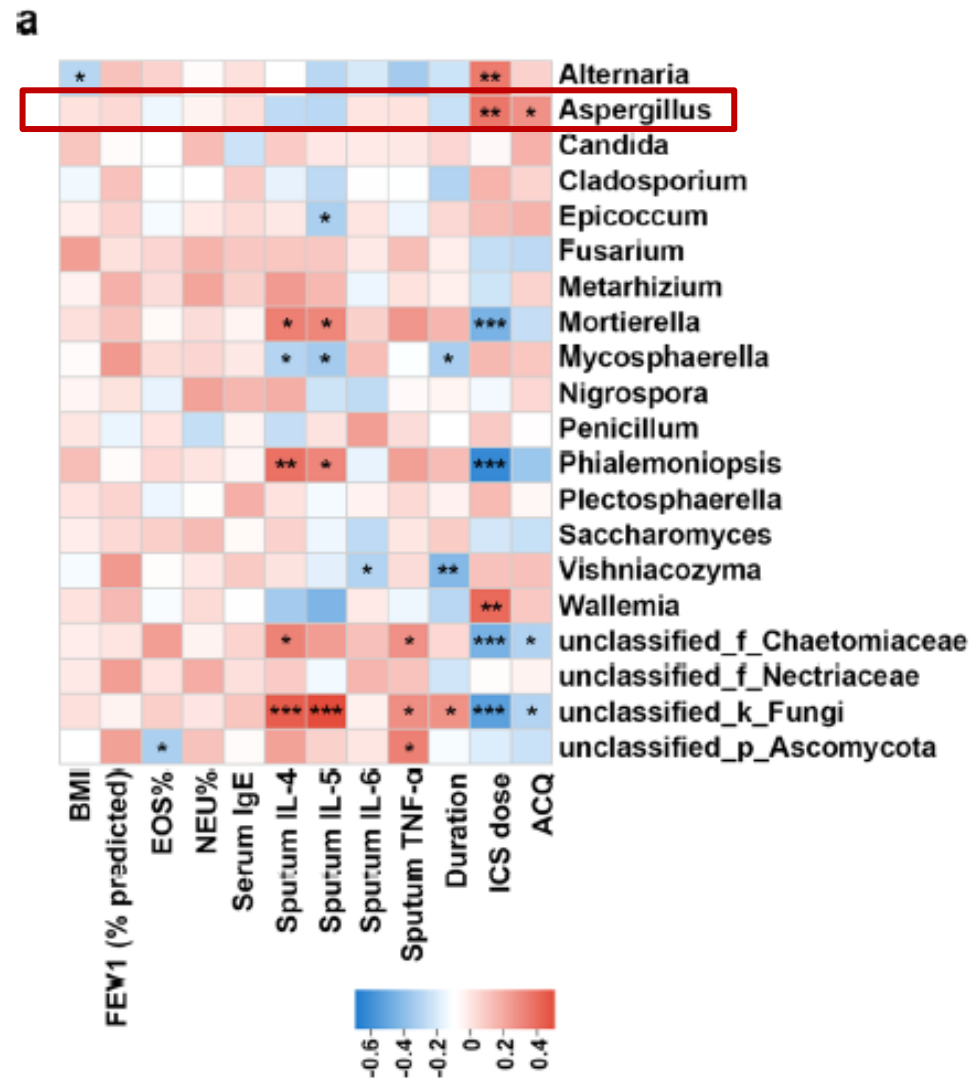 a
* ** Alternaria
** * Aspergillus
Candida
Cladosporium
* Epicoccum
Fusarium
Metarhizium
* * *** Mortierella
* * * Mycosphaerella
Nigrospora
Penicillum
** * *** Phialemoniopsis
Plectosphaerella
Saccharomyces
* ** Vishniacozyma
** Wallemia
* * *** * unclassified_f_Chaetomiaceae
unclassified_f_Nectriaceae
*** *** * * *** * unclassified_k_Fungi
* * unclassified_p_Ascomycota
BMI
FEV1 (% predicted)
EOS%
NEU%
Serum IgE
Sputum IL-4
Sputum IL-5
Sputum IL-6
Sputum TNF-α
Duration
ICS dose
ACQ
-0.6
-0.4
-0.2
0
0.2
0.4